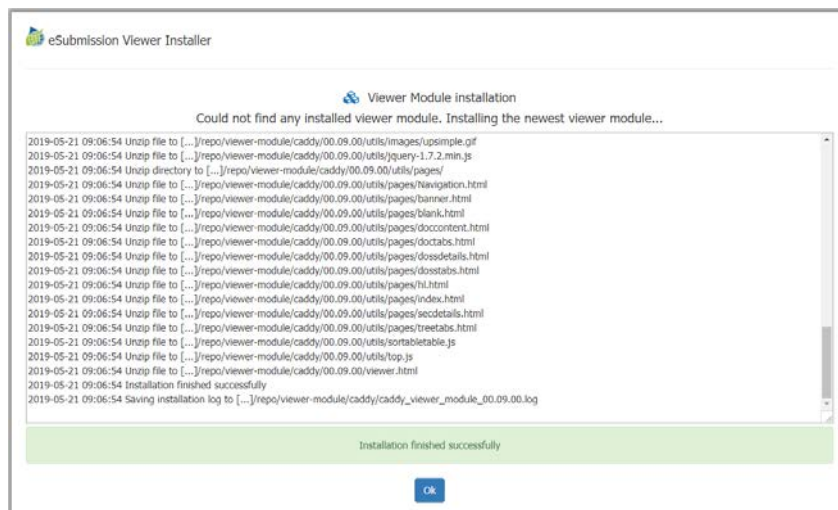 eSubmission Viewer Installer
Viewer Module installation
Could not find any installed viewer module. Installing the newest viewer module...
2019-05-21 09:06:54 Unzip file to [...]/repo/viewer-module/caddy/00.09.00/utils/images/upsimple.gif
2019-05-21 09:06:54 Unzip file to [...]/repo/viewer-module/caddy/00.09.00/utils/jquery-1.7.2.min.js
2019-05-21 09:06:54 Unzip directory to [...]/repo/viewer-module/caddy/00.09.00/utils/pages/
2019-05-21 09:06:54 Unzip file to [...]/repo/viewer-module/caddy/00.09.00/utils/pages/Navigation.html
2019-05-21 09:06:54 Unzip file to [...]/repo/viewer-module/caddy/00.09.00/utils/pages/banner.html
2019-05-21 09:06:54 Unzip file to [...]/repo/viewer-module/caddy/00.09.00/utils/pages/blank.html
2019-05-21 09:06:54 Unzip file to [...]/repo/viewer-module/caddy/00.09.00/utils/pages/doccontent.html
2019-05-21 09:06:54 Unzip file to [...]/repo/viewer-module/caddy/00.09.00/utils/pages/doctabs.html
2019-05-21 09:06:54 Unzip file to [...]/repo/viewer-module/caddy/00.09.00/utils/pages/dossdetails.html
2019-05-21 09:06:54 Unzip file to [...]/repo/viewer-module/caddy/00.09.00/utils/pages/dosstabs.html
2019-05-21 09:06:54 Unzip file to [...]/repo/viewer-module/caddy/00.09.00/utils/pages/hl.html
2019-05-21 09:06:54 Unzip file to [...]/repo/viewer-module/caddy/00.09.00/utils/pages/index.html
2019-05-21 09:06:54 Unzip file to [...]/repo/viewer-module/caddy/00.09.00/utils/pages/secdetails.html
2019-05-21 09:06:54 Unzip file to [...]/repo/viewer-module/caddy/00.09.00/utils/pages/treetabs.html
2019-05-21 09:06:54 Unzip file to [...]/repo/viewer-module/caddy/00.09.00/utils/sortabletable.js
2019-05-21 09:06:54 Unzip file to [...]/repo/viewer-module/caddy/00.09.00/utils/top.js
2019-05-21 09:06:54 Unzip file to [...]/repo/viewer-module/caddy/00.09.00/viewer.html
2019-05-21 09:06:54 Installation finished successfully
2019-05-21 09:06:54 Saving installation log to [...]/repo/viewer-module/caddy/caddy_viewer_module_00.09.00.log
Installation finished successfully
Ok